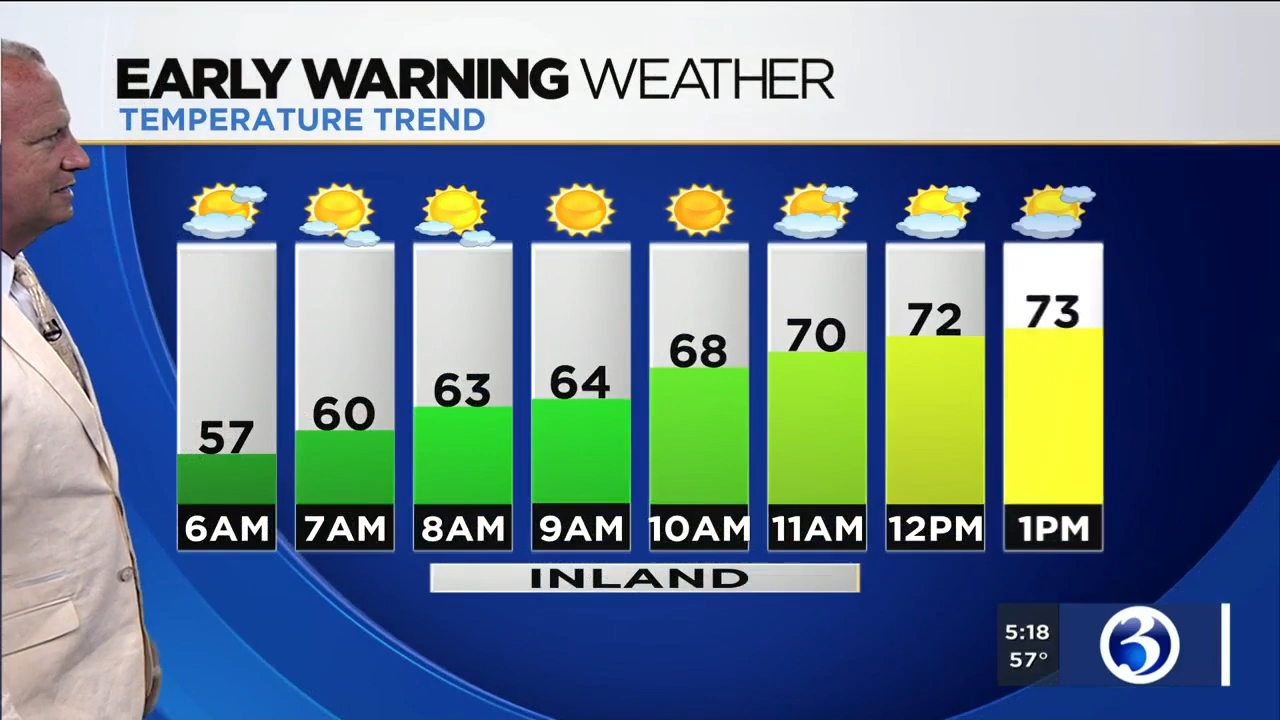 EARLY WARNING WEATHER
TEMPERATURE TREND
57 60 63 64 68 70 72 73
6AM 7AM 8AM 9AM 10AM 11AM 12PM 1PM
INLAND
5:18
57°
3